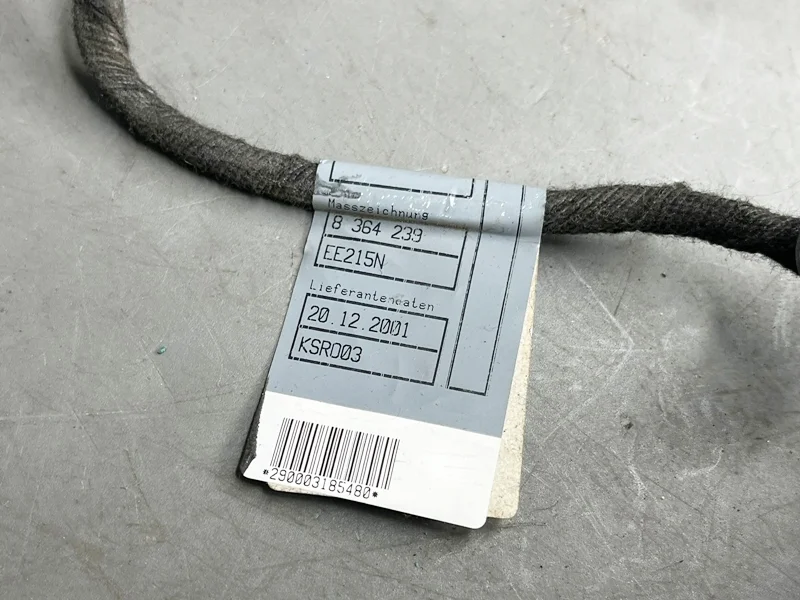 Masszeichnung
8 364 239
EE215N
Lieferantendaten
20.12.2001
KSR003
*290003185480*